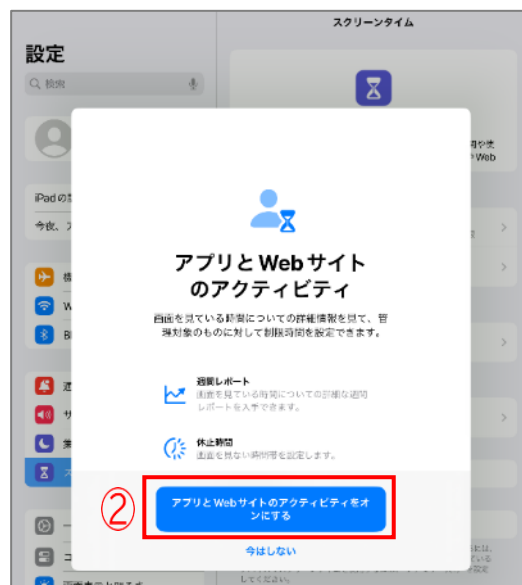 スクリーンタイム
設定
検索
iPadの
今夜、
アプリと Web サイト
のアクティビティ
画面を見ている時間についての詳細情報を見て、管
理対象のものに対して制限時間を設定できます。
週間レポート
画面を見ている時間についての詳細な週間
レポートを入手できます。
休止時間
画面を見ない時間帯を設定します。
②
アプリとWebサイトのアクティビティをオ
ンにする
今はしない
してください。